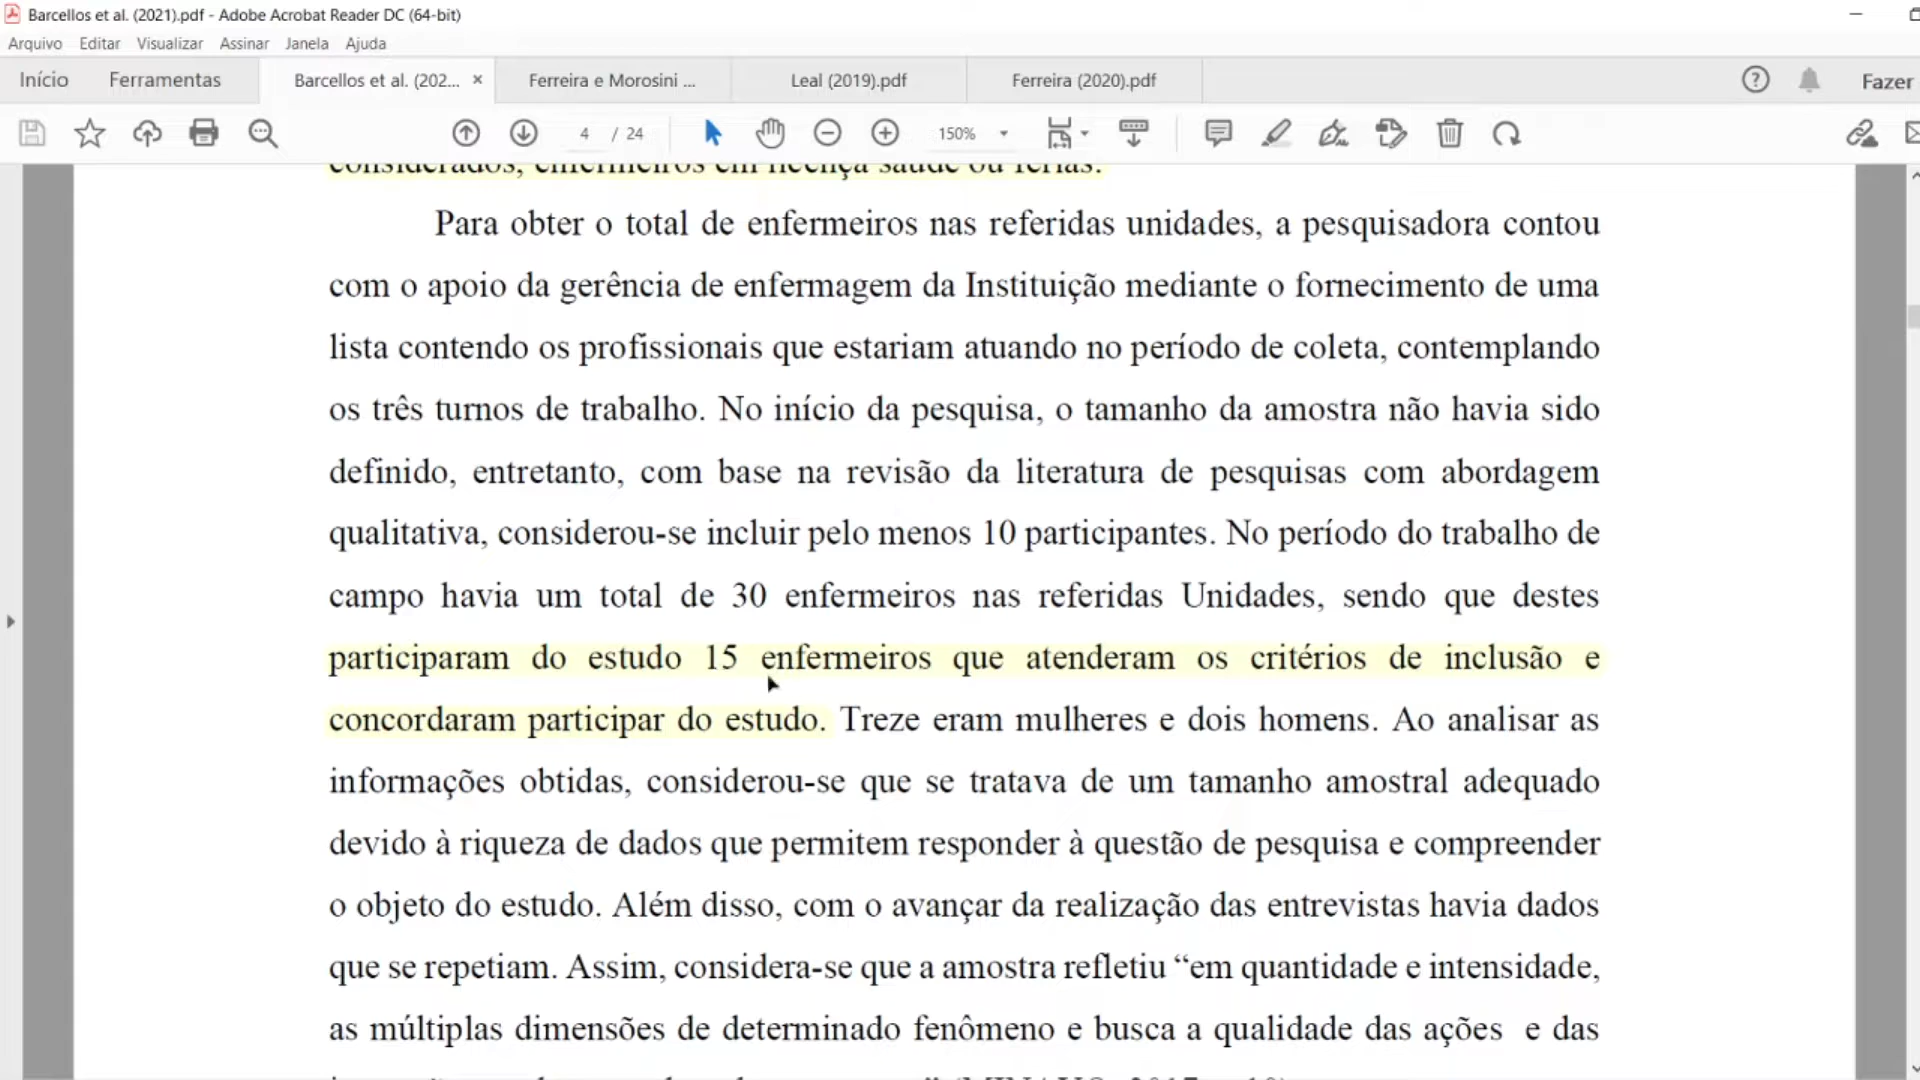 Barcellos et al. (2021).pdf - Adobe Acrobat Reader DC (64-bit)
Arquivo Editar Visualizar Assinar Janela Ajuda
Início Ferramentas Barcellos et al. (202... × Ferreira e Morosini ... Leal (2019).pdf Ferreira (2020).pdf Fazer
4 / 24 150%
considerados, enfermeiros em licença saúde ou férias.
Para obter o total de enfermeiros nas referidas unidades, a pesquisadora contou
com o apoio da gerência de enfermagem da Instituição mediante o fornecimento de uma
lista contendo os profissionais que estariam atuando no período de coleta, contemplando
os três turnos de trabalho. No início da pesquisa, o tamanho da amostra não havia sido
definido, entretanto, com base na revisão da literatura de pesquisas com abordagem
qualitativa, considerou-se incluir pelo menos 10 participantes. No período do trabalho de
campo havia um total de 30 enfermeiros nas referidas Unidades, sendo que destes
participaram do estudo 15 enfermeiros que atenderam os critérios de inclusão e
concordaram participar do estudo. Treze eram mulheres e dois homens. Ao analisar as
informações obtidas, considerou-se que se tratava de um tamanho amostral adequado
devido à riqueza de dados que permitem responder à questão de pesquisa e compreender
o objeto do estudo. Além disso, com o avançar da realização das entrevistas havia dados
que se repetiam. Assim, considera-se que a amostra refletiu “em quantidade e intensidade,
as múltiplas dimensões de determinado fenômeno e busca a qualidade das ações e das